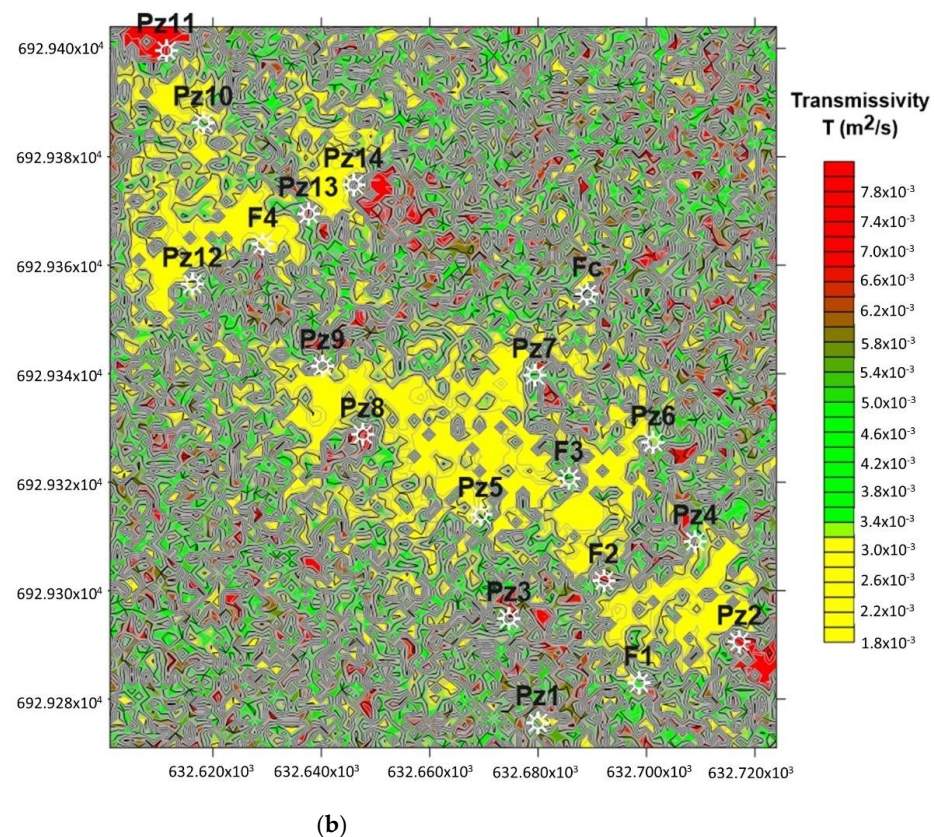 Pz11
692.940x10⁴
Pz10
Transmissivity
T (m²/s)
692.938x10⁴
Pz14
Pz13
F4
7.8x10⁻³
7.4x10⁻³
Pz12
7.0x10⁻³
692.936x10⁴
Fc
6.6x10⁻³
6.2x10⁻³
Pz9
Pz7
5.8x10⁻³
692.934x10⁴
5.4x10⁻³
Pz8
5.0x10⁻³
Pz6
4.6x10⁻³
F3
4.2x10⁻³
692.932x10⁴
Pz5
3.8x10⁻³
Pz4
3.4x10⁻³
F2
3.0x10⁻³
692.930x10⁴
2.6x10⁻³
Pz3
2.2x10⁻³
Pz2
1.8x10⁻³
F1
692.928x10⁴
Pz1
632.620x10³ 632.640x10³ 632.660x10³ 632.680x10³ 632.700x10³ 632.720x10³
(b)